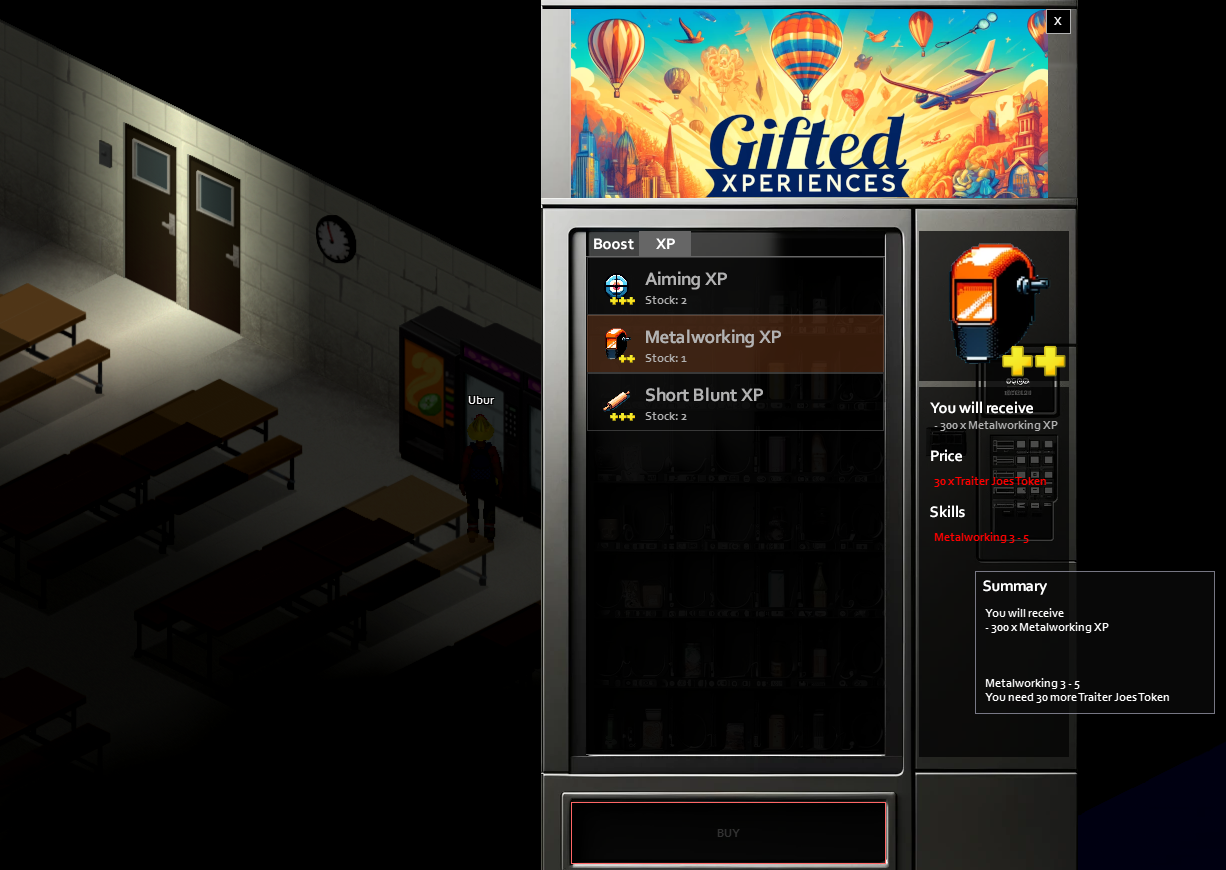 X
Gifted
XPERIENCES
Boost XP
Aiming XP
Stock: 2
Metalworking XP
Stock: 1
Short Blunt XP
Stock: 2
Ubur
You will receive
- 300 x Metalworking XP
Price
30 x Traiter Joes Token
Skills
Metalworking 3 - 5
Summary
You will receive
- 300 x Metalworking XP
Metalworking 3 - 5
You need 30 more Traiter Joes Token
BUY